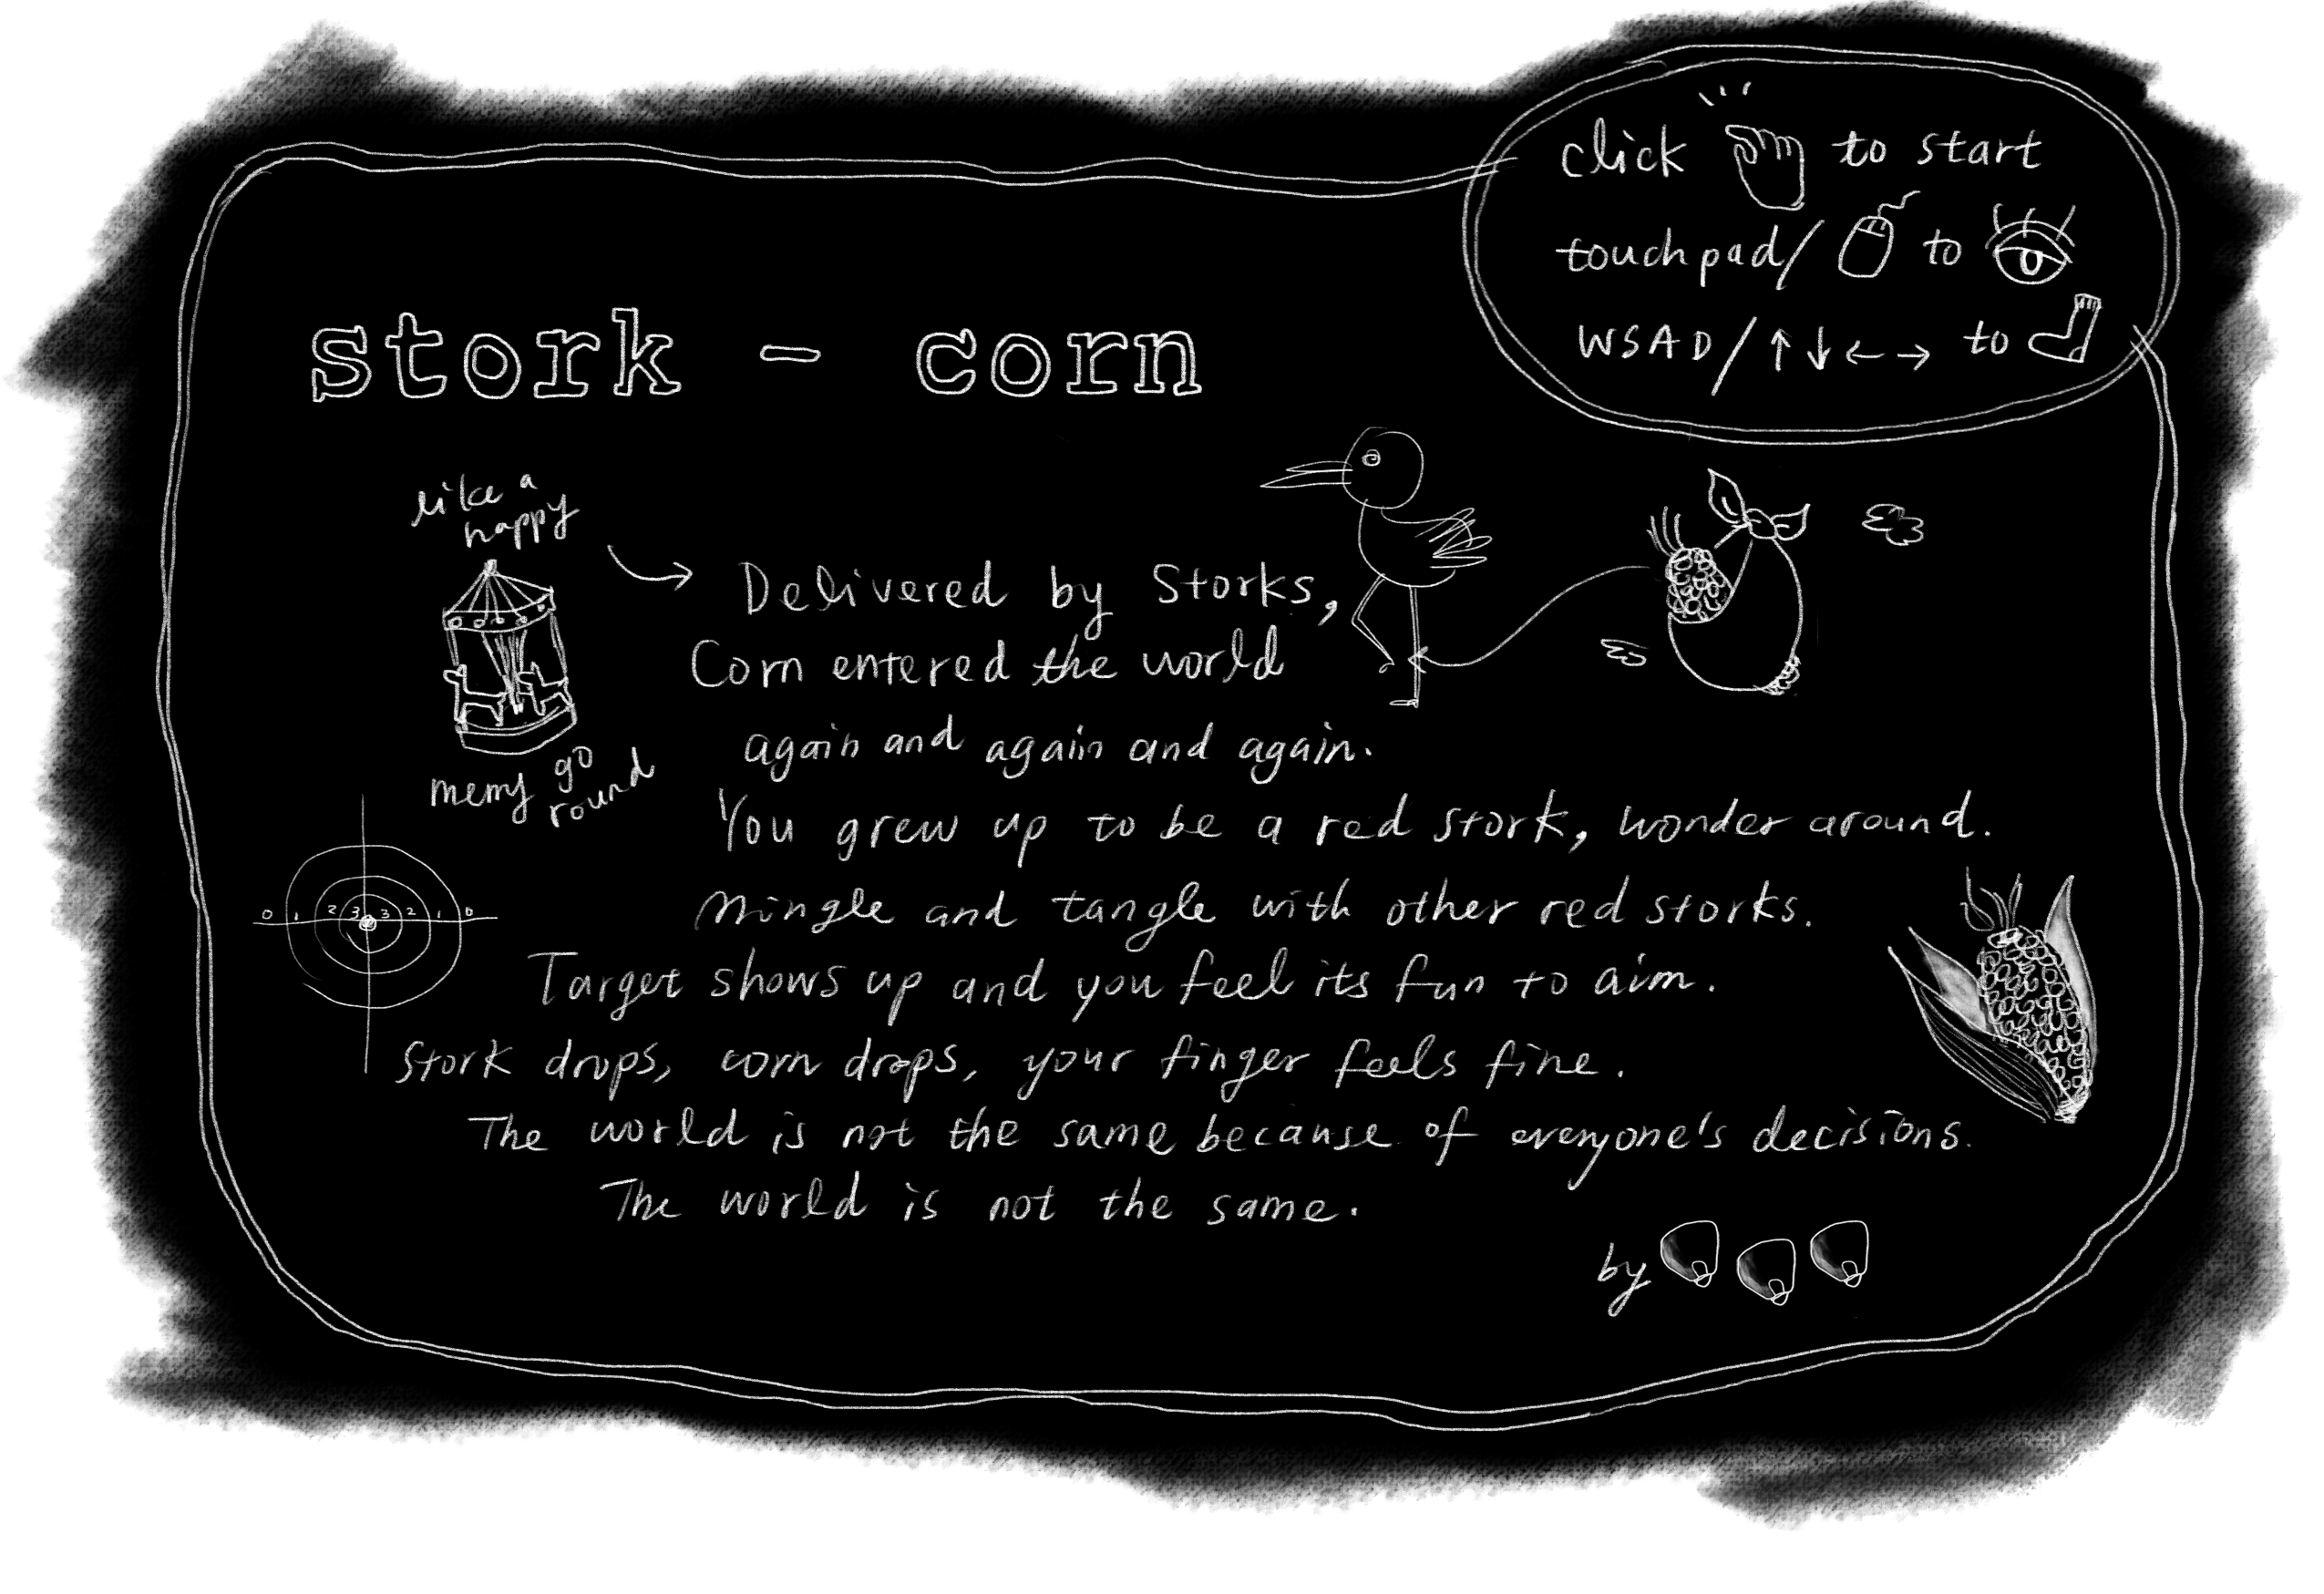 click to start
touchpad/ to
WSAD/↑↓←→ to
stork - corn
like a
happy
merry go
round
Delivered by Storks,
Corn entered the world
again and again and again.
You grew up to be a red stork, wonder around.
Mingle and tangle with other red storks.
0 1 2 3 3 2 1 0
Target shows up and you feel its fun to aim.
Stork drops, corn drops, your finger feels fine.
The world is not the same because of everyone's decisions.
The world is not the same.
by